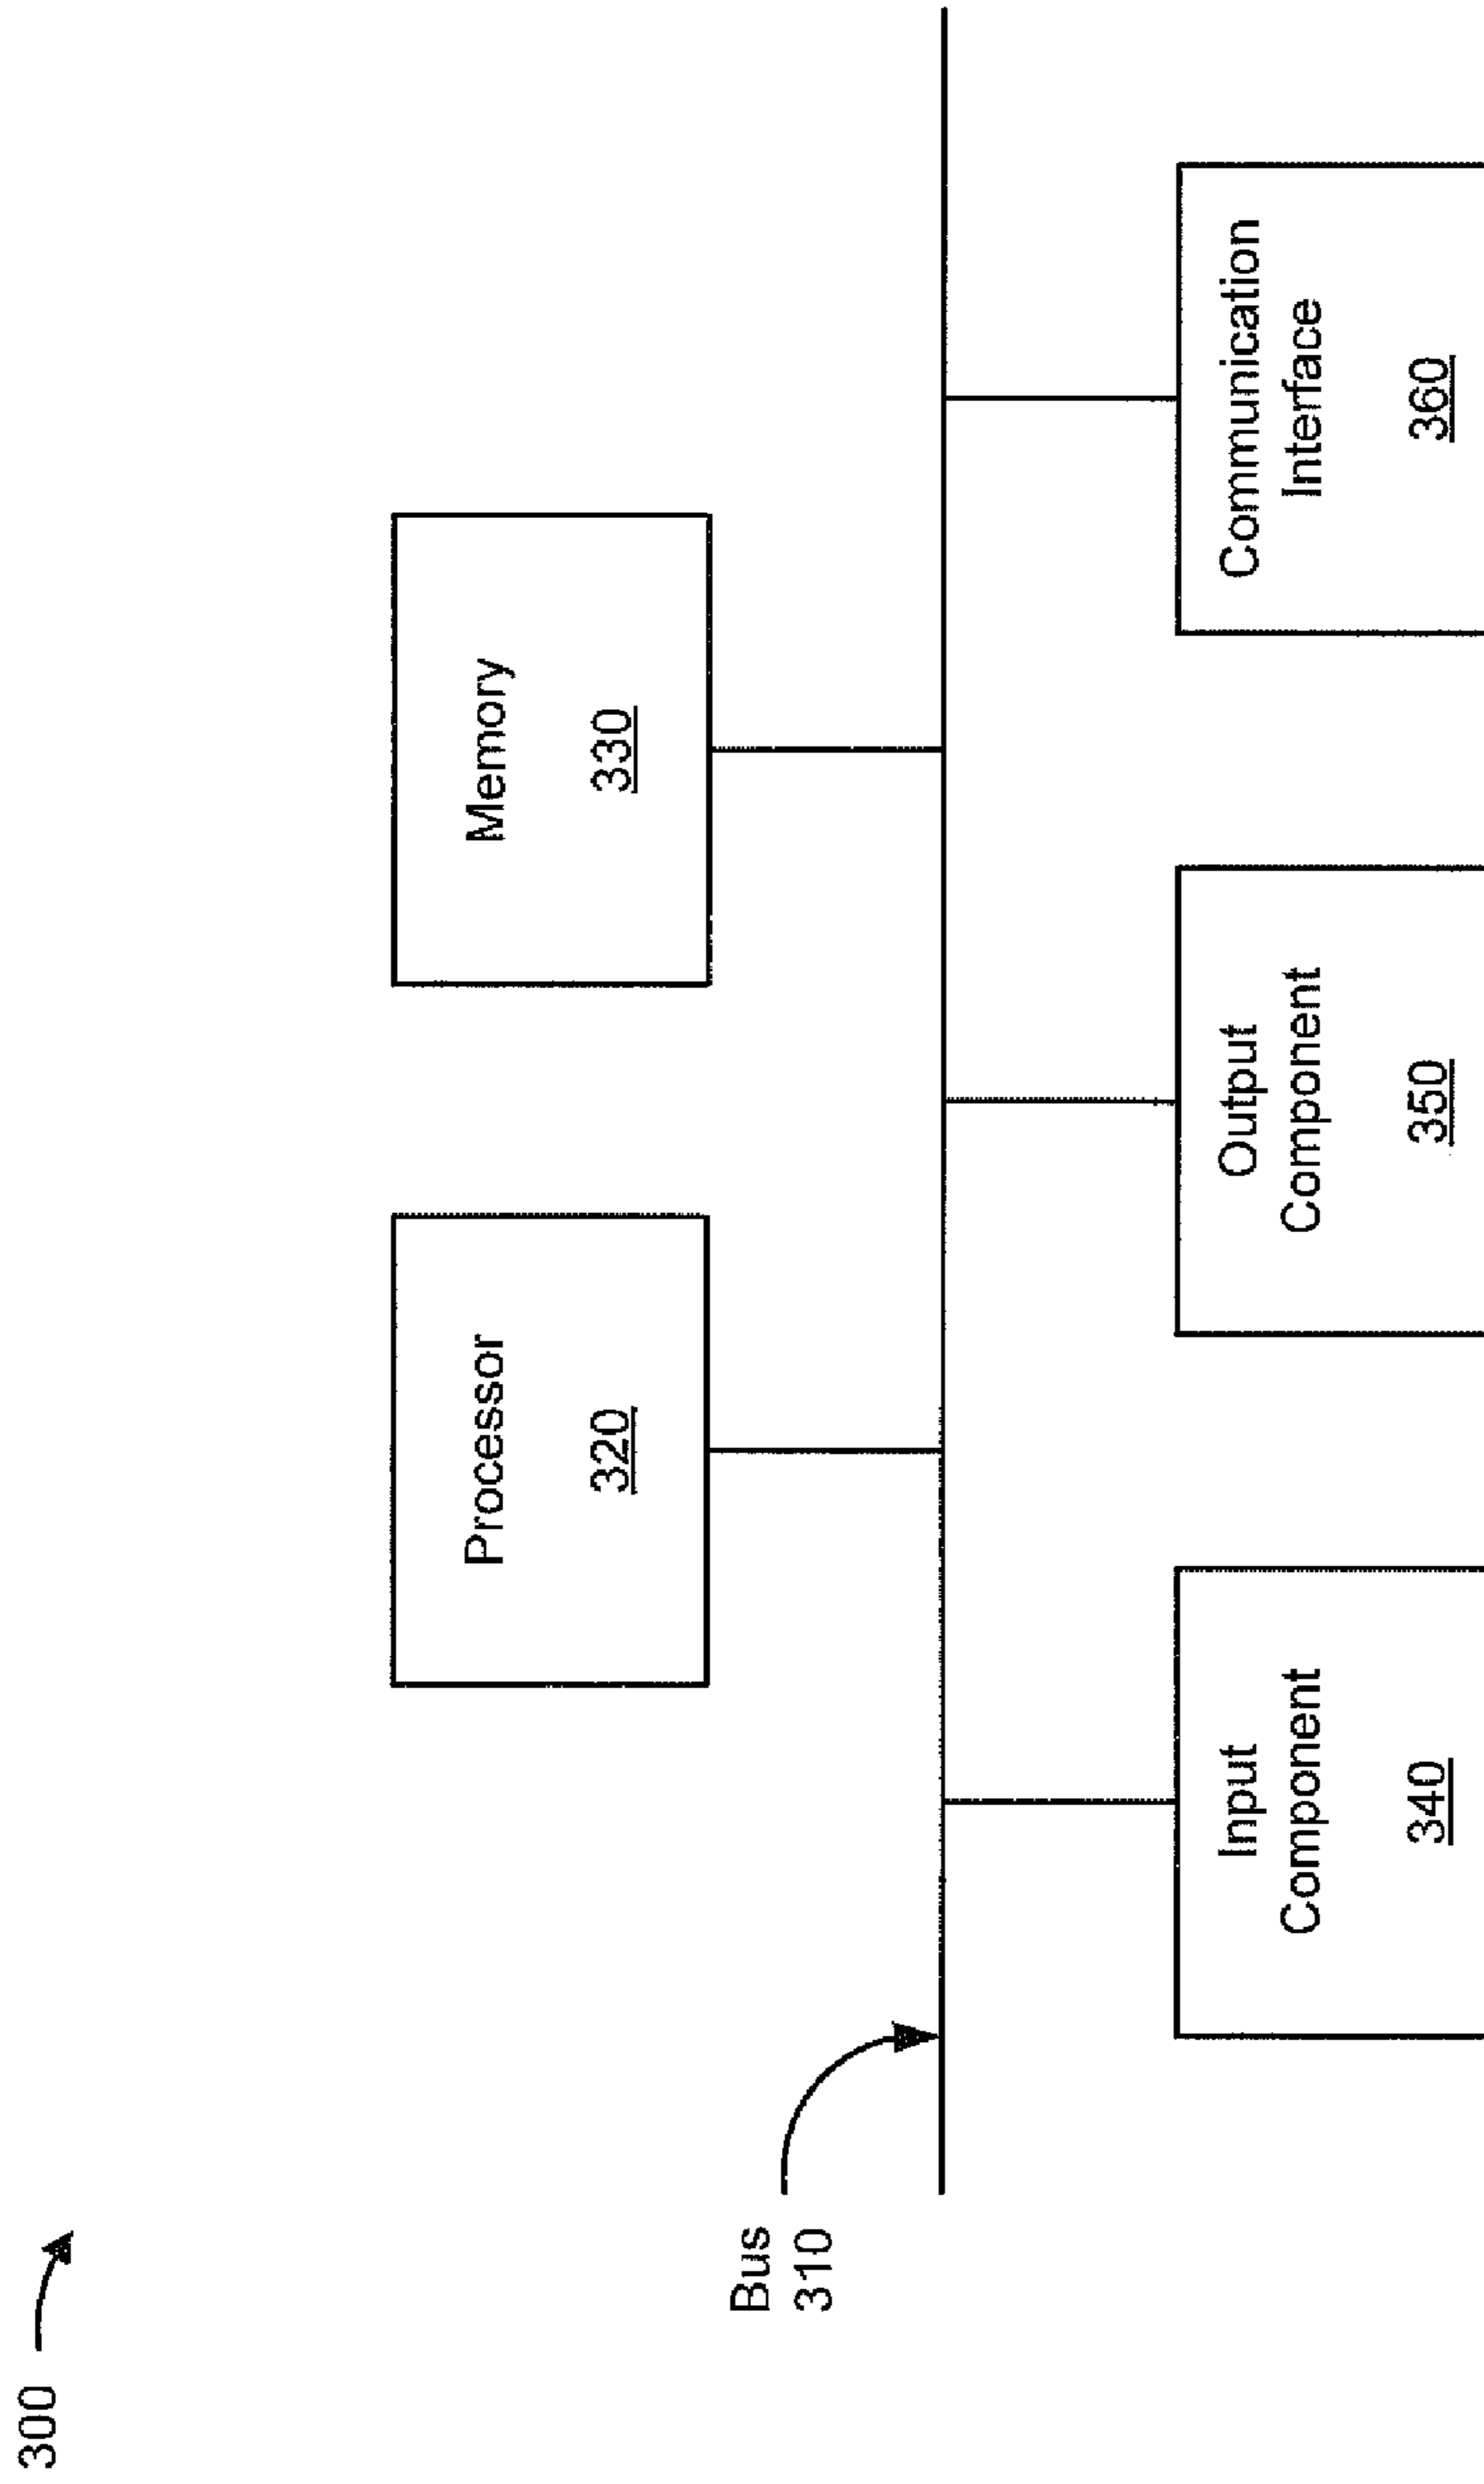 300
Bus
310
Processor
320
Memory
330
Input
Component
340
Output
Component
350
Communication
Interface
360